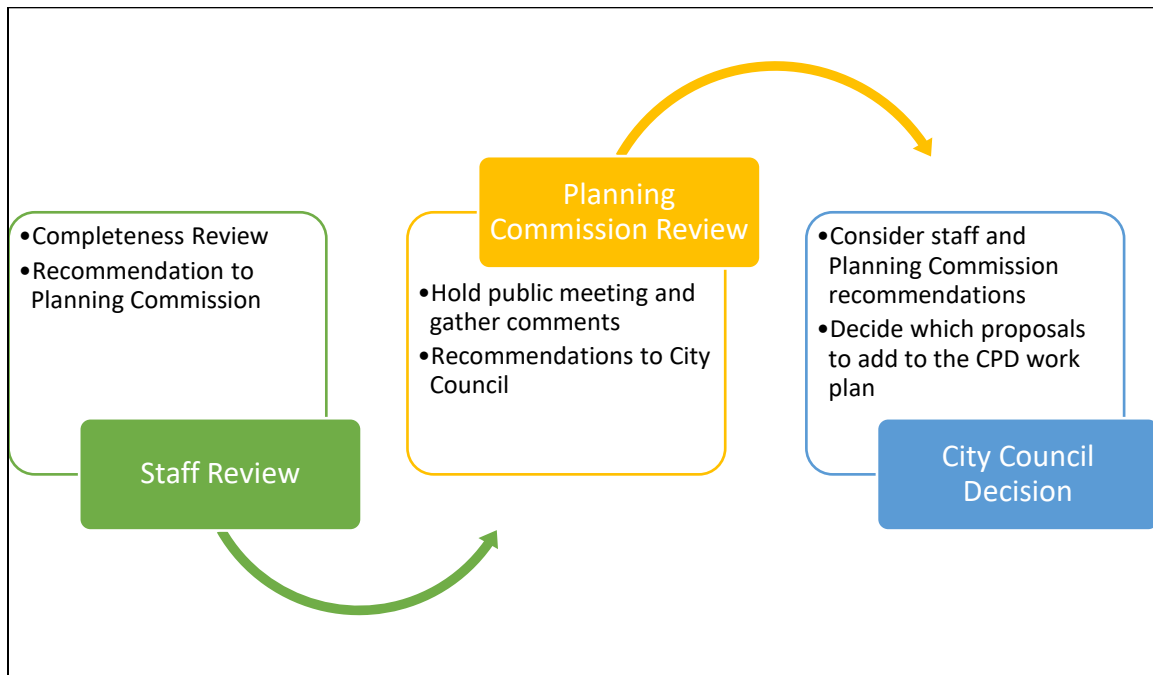 •Completeness Review
•Recommendation to
Planning Commission
Staff Review
Planning
Commission Review
•Hold public meeting and
gather comments
•Recommendations to City
Council
•Consider staff and
Planning Commission
recommendations
•Decide which proposals
to add to the CPD work
plan
City Council
Decision